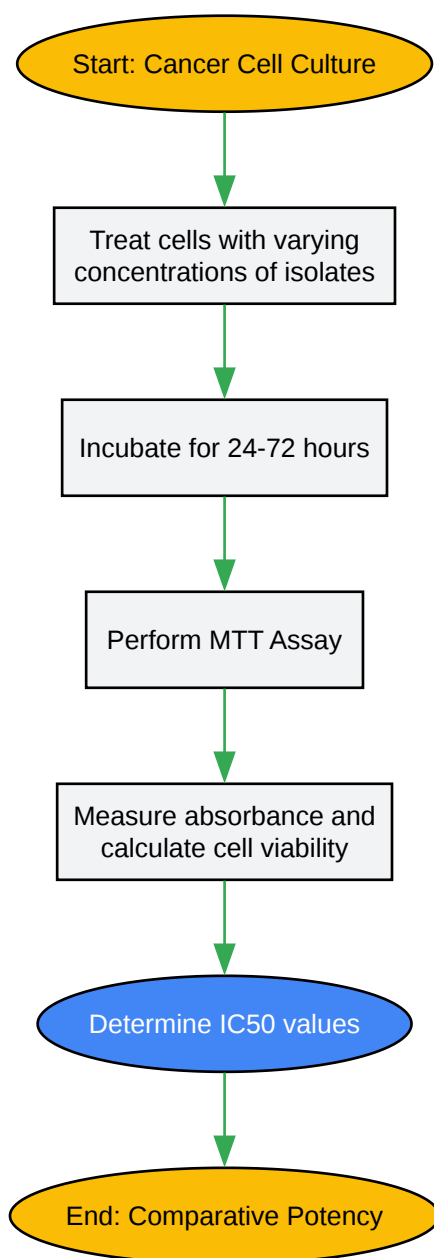 Start: Cancer Cell Culture
Treat cells with varying
concentrations of isolates
Incubate for 24-72 hours
Perform MTT Assay
Measure absorbance and
calculate cell viability
Determine IC50 values
End: Comparative Potency